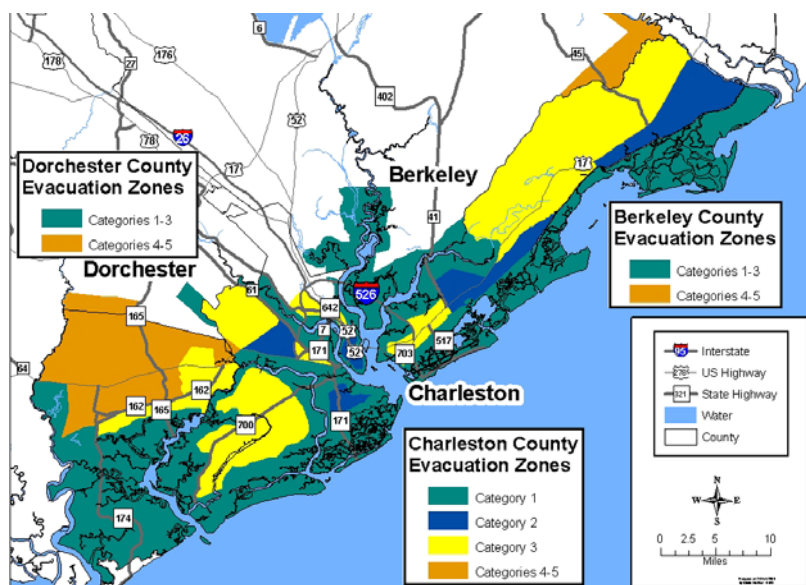 6
178
176
27
45
402
52
78
26
17
17
Dorchester County
Evacuation Zones
Categories 1-3
Categories 4-5
Berkeley
41
Berkeley County
Evacuation Zones
Categories 1-3
Categories 4-5
Dorchester
61
526
642
165
7
52
52
171
703
517
64
162
162
165
Charleston
700
171
174
Charleston County
Evacuation Zones
Category 1
Category 2
Category 3
Categories 4-5
95 Interstate
278 US Highway
321 State Highway
Water
County
N
W E
S
10 5 0 10
Miles